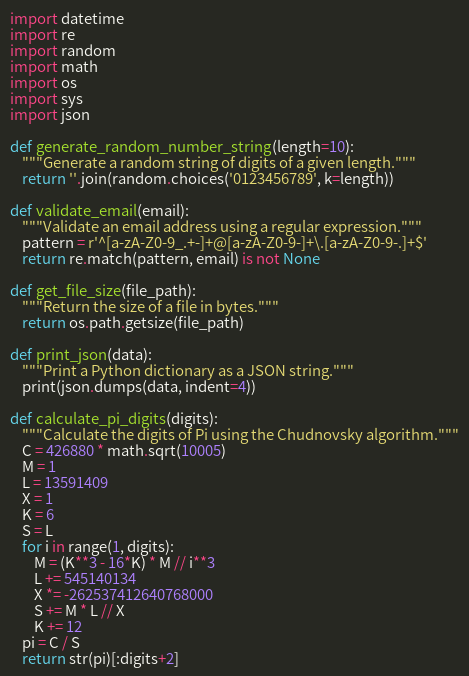 import datetime
import re
import random
import math
import os
import sys
import json

def generate_random_number_string(length=10):
    """Generate a random string of digits of a given length."""
    return ''.join(random.choices('0123456789', k=length))

def validate_email(email):
    """Validate an email address using a regular expression."""
    pattern = r'^[a-zA-Z0-9_.+-]+@[a-zA-Z0-9-]+\.[a-zA-Z0-9-.]+$'
    return re.match(pattern, email) is not None

def get_file_size(file_path):
    """Return the size of a file in bytes."""
    return os.path.getsize(file_path)

def print_json(data):
    """Print a Python dictionary as a JSON string."""
    print(json.dumps(data, indent=4))

def calculate_pi_digits(digits):
    """Calculate the digits of Pi using the Chudnovsky algorithm."""
    C = 426880 * math.sqrt(10005)
    M = 1
    L = 13591409
    X = 1
    K = 6
    S = L
    for i in range(1, digits):
        M = (K**3 - 16*K) * M // i**3
        L += 545140134
        X *= -262537412640768000
        S += M * L // X
        K += 12
    pi = C / S
    return str(pi)[:digits+2]